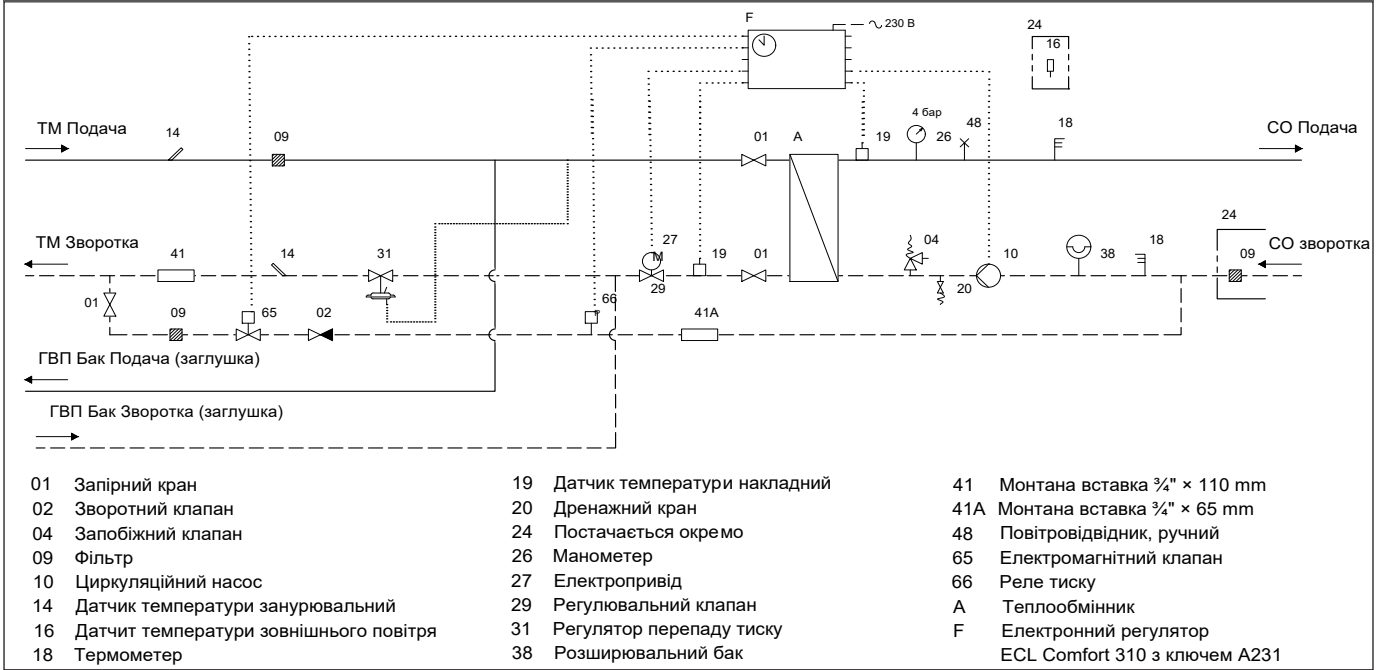 F
230 В
24
16
4 бар
ТМ Подача
14
09
01
A
19
26
48
18
СО Подача
ТМ Зворотка
41
14
31
27
M
29
19
01
04
20
10
38
18
24
09
СО зворотка
01
09
65
02
66
P
41A
ГВП Бак Подача (заглушка)
ГВП Бак Зворотка (заглушка)
01 Запірний кран
02 Зворотний клапан
04 Запобіжний клапан
09 Фільтр
10 Циркуляційний насос
14 Датчик температури занурювальний
16 Датчит температури зовнішнього повітря
18 Термометер
19 Датчик температури накладний
20 Дренажний кран
24 Постачається окремо
26 Манометер
27 Електропривід
29 Регулювальний клапан
31 Регулятор перепаду тиску
38 Розширювальний бак
41 Монтана вставка ¾" × 110 mm
41A Монтана вставка ¾" × 65 mm
48 Повітровідвідник, ручний
65 Електромагнітний клапан
66 Реле тиску
A Теплообмінник
F Електронний регулятор
ECL Comfort 310 з ключем A231